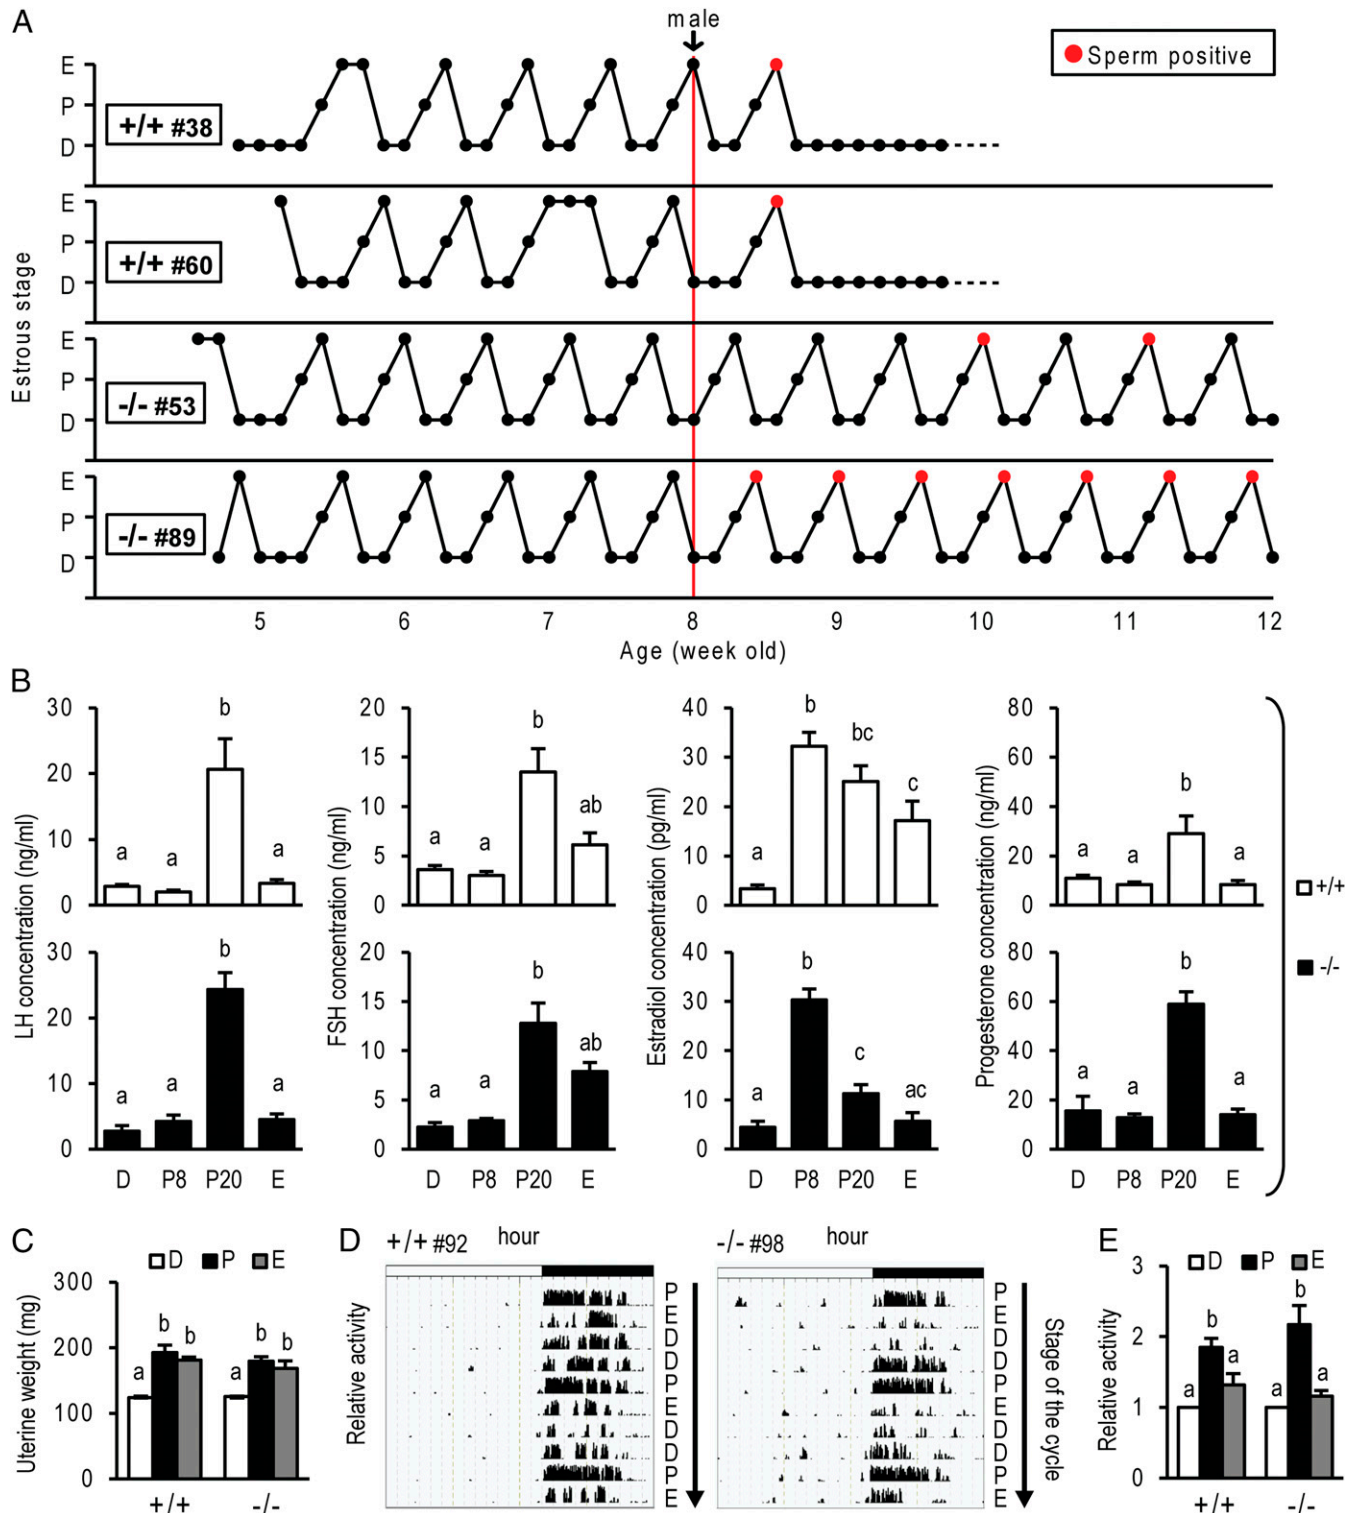 A
male
Sperm positive
Estrous stage
E
P
D
+/+ #38
E
P
D
+/+ #60
E
P
D
-/- #53
E
P
D
-/- #89
5 6 7 8 9 10 11 12
Age (week old)
B
LH concentration (ng/ml)
30
20
10
0
a a b a
30
20
10
0
a a b a
D P8 P20 E
FSH concentration (ng/ml)
20
15
10
5
0
a a b ab
20
15
10
5
0
a a b ab
D P8 P20 E
Estradiol concentration (pg/ml)
40
30
20
10
0
a b bc c
40
30
20
10
0
a b c ac
D P8 P20 E
Progesterone concentration (ng/ml)
80
60
40
20
0
a a b a
80
60
40
20
0
a a b a
D P8 P20 E
+/+
-/-
C
D P E
Uterine weight (mg)
300
200
100
0
a b b a b b
+/+ -/-
D
+/+ #92 hour
Relative activity
P
E
D
D
P
E
D
D
P
E
-/- #98 hour
P
E
D
D
P
E
D
D
P
E
Stage of the cycle
E
D P E
Relative activity
3
2
1
0
a b a a b a
+/+ -/-